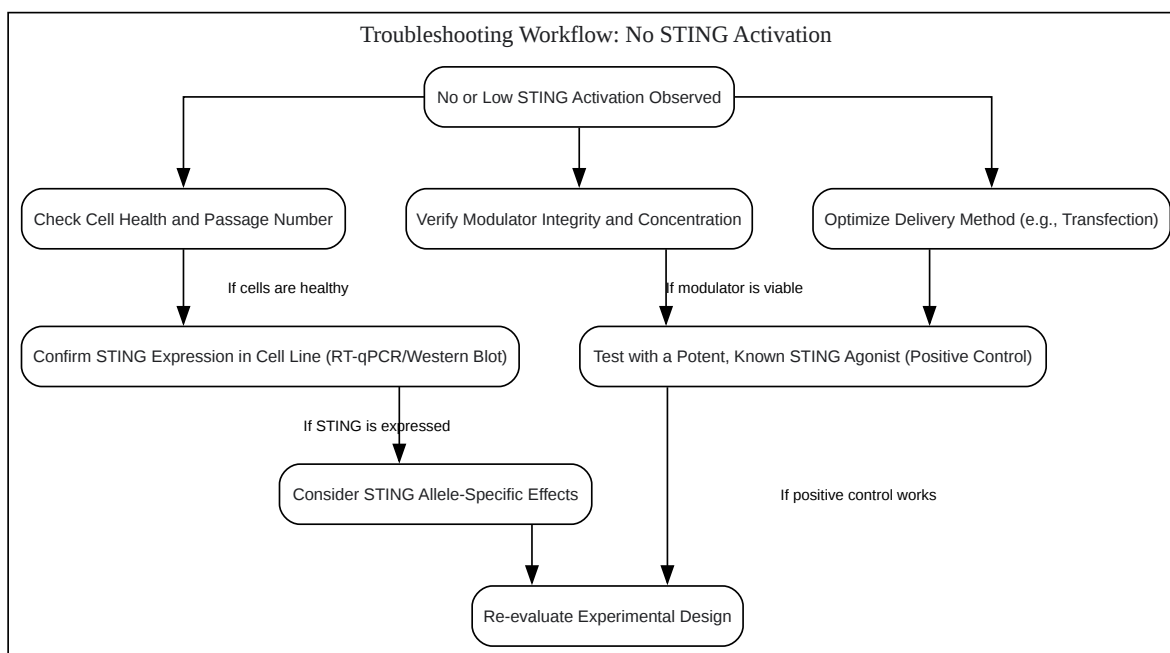 Troubleshooting Workflow: No STING Activation
No or Low STING Activation Observed
Check Cell Health and Passage Number
Verify Modulator Integrity and Concentration
Optimize Delivery Method (e.g., Transfection)
If cells are healthy
If modulator is viable
Confirm STING Expression in Cell Line (RT-qPCR/Western Blot)
Test with a Potent, Known STING Agonist (Positive Control)
If STING is expressed
Consider STING Allele-Specific Effects
If positive control works
Re-evaluate Experimental Design